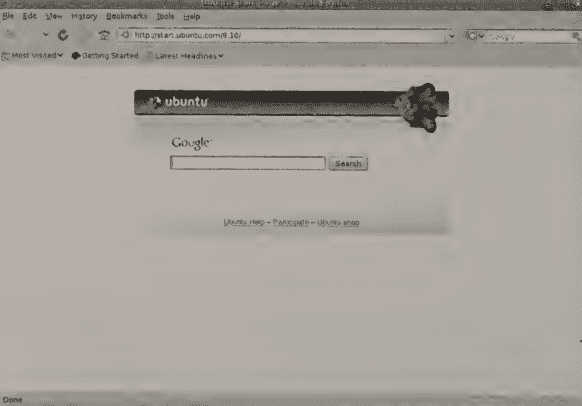 File Edit View History Bookmarks Tools Help
http://start.ubuntu.com/8.10/ Google
Most Visited Getting Started Latest Headlines
ubuntu
Google
Search
Ubuntu Help - Participate - Ubuntu shop
Done